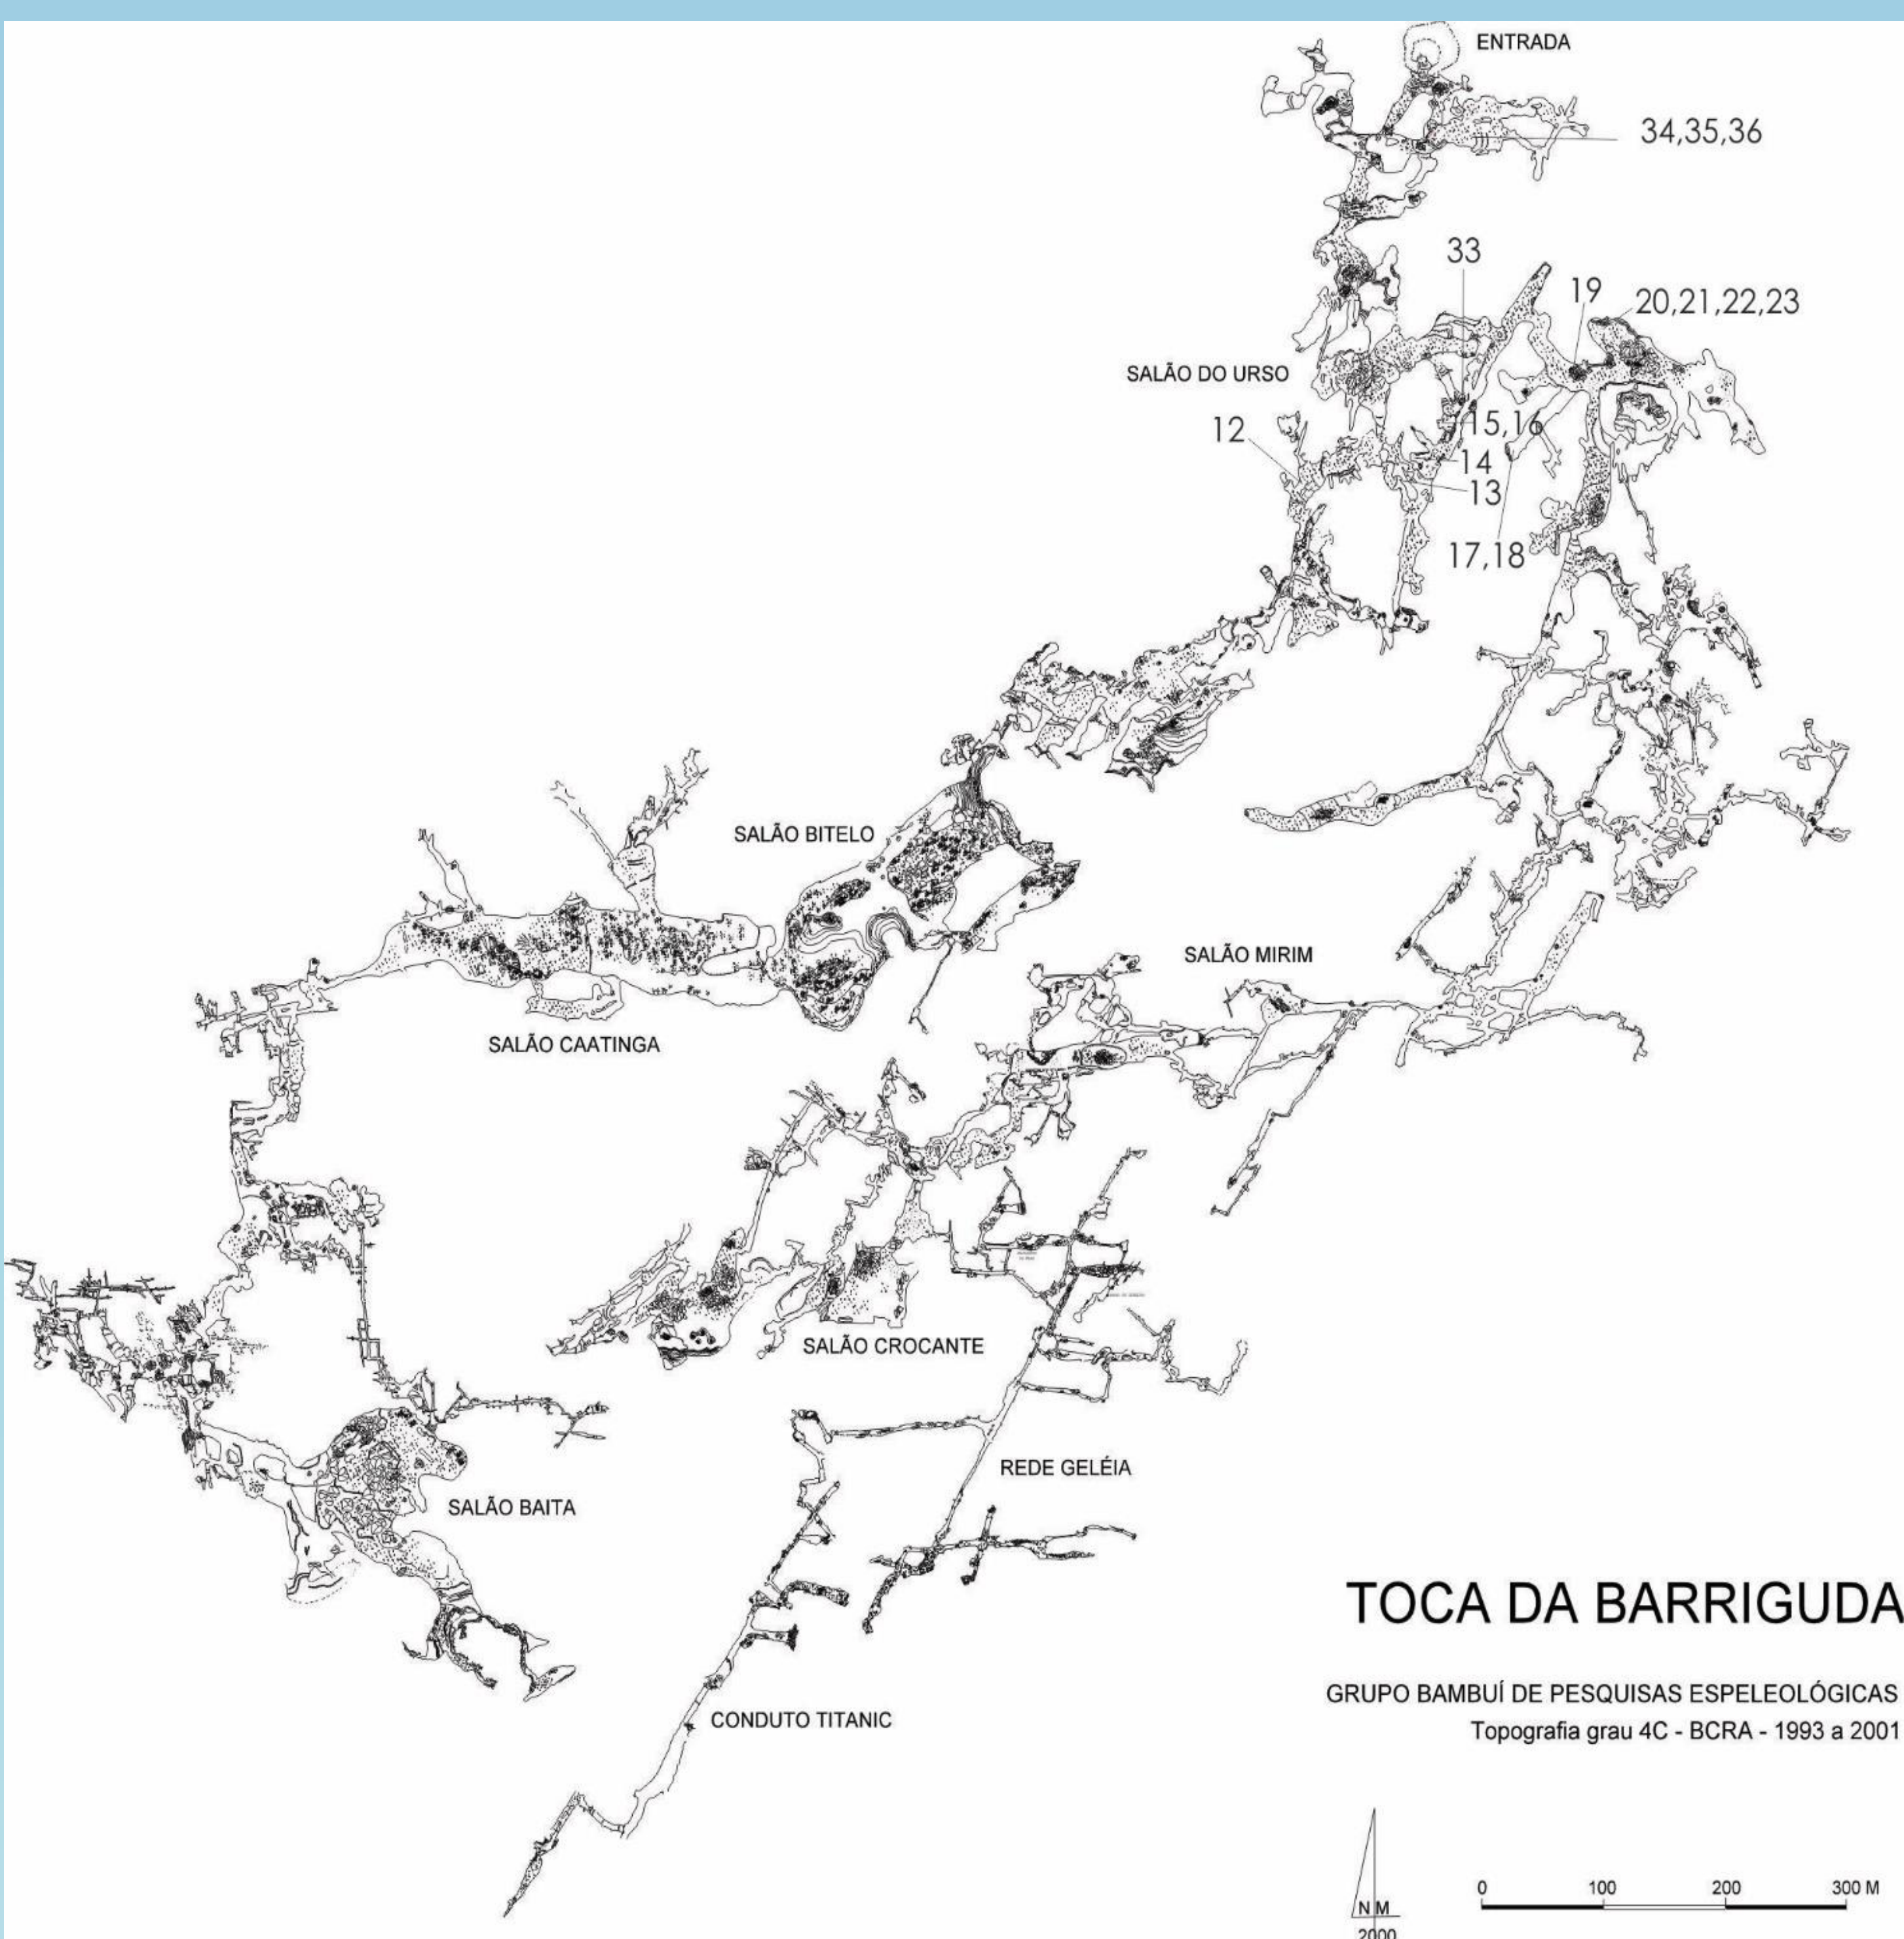 ENTRADA
34,35,36
33
19
20,21,22,23
SALÃO DO URSO
12
15,16
14
13
17,18
SALÃO BITELO
SALÃO MIRIM
SALÃO CAATINGA
SALÃO CROCANTE
REDE GELÉIA
SALÃO BAITA
TOCA DA BARRIGUDA
GRUPO BAMBUÍ DE PESQUISAS ESPELEOLÓGICAS
Topografia grau 4C - BCRA - 1993 a 2001
CONDUTO TITANIC
0 100 200 300 M
N M
2000